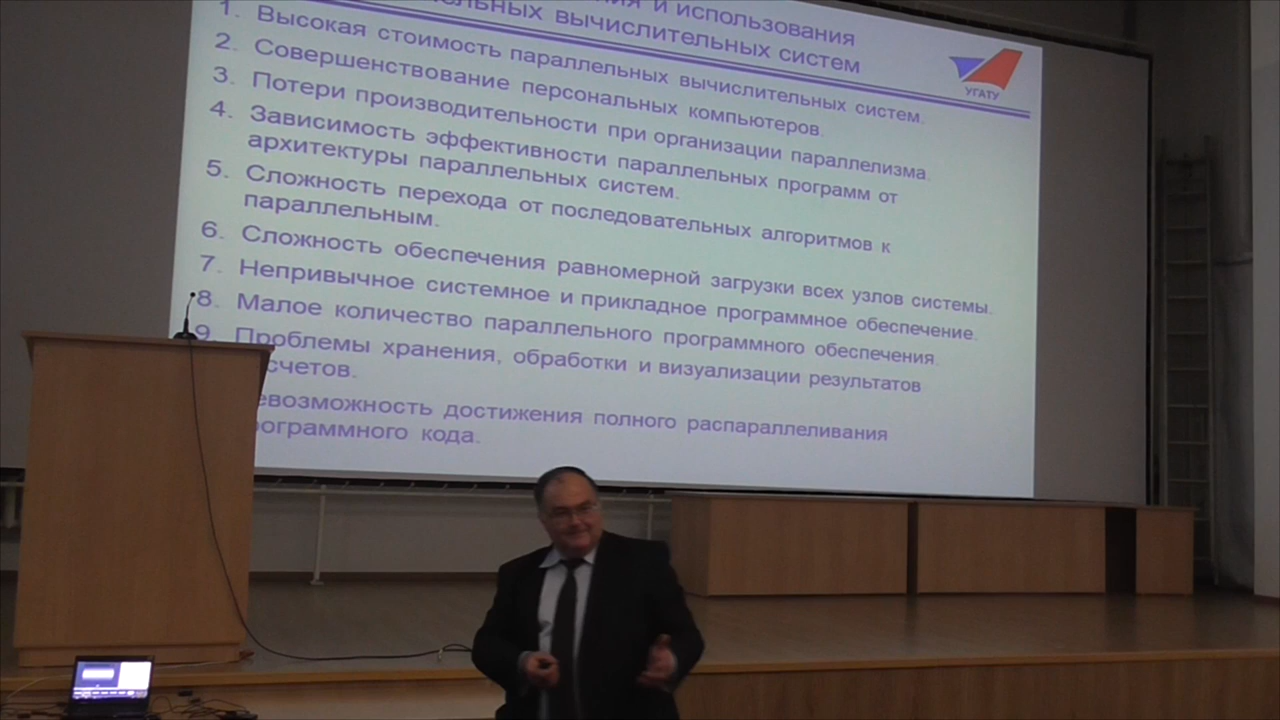 и использования
вычислительных систем
УГАТУ
1. Высокая стоимость параллельных вычислительных систем.
2. Совершенствование персональных компьютеров.
3. Потери производительности при организации параллелизма.
4. Зависимость эффективности параллельных программ от
архитектуры параллельных систем.
5. Сложность перехода от последовательных алгоритмов к
параллельным.
6. Сложность обеспечения равномерной загрузки всех узлов системы.
7. Непривычное системное и прикладное программное обеспечение.
8. Малое количество параллельного программного обеспечения.
9. Проблемы хранения, обработки и визуализации результатов
счетов.
евозможность достижения полного распараллеливания
ограммного кода.